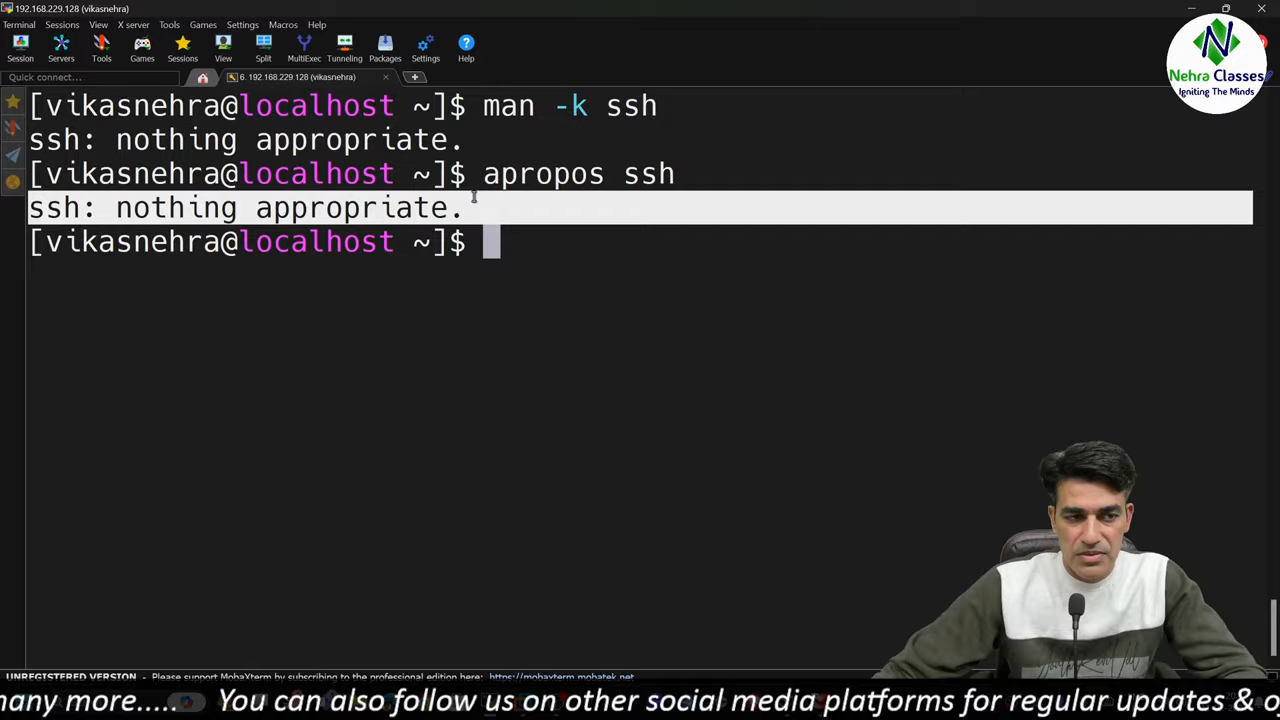 192.168.229.128 (vikasnehra)
Terminal Sessions View X server Tools Games Settings Macros Help
Session Servers Tools Games Sessions View Split MultiExec Tunneling Packages Settings Help
Quick connect...
6. 192.168.229.128 (vikasnehra)
Nehra Classes
Igniting The Minds
[vikasnehra@localhost ~]$ man -k ssh
ssh: nothing appropriate.
[vikasnehra@localhost ~]$ apropos ssh
ssh: nothing appropriate.
[vikasnehra@localhost ~]$
UNREGISTERED VERSION - Please support MobaXterm by subscribing to the professional edition here: https://mobaxterm.mobatek.net
many more..... You can also follow us on other social media platforms for regular updates & o